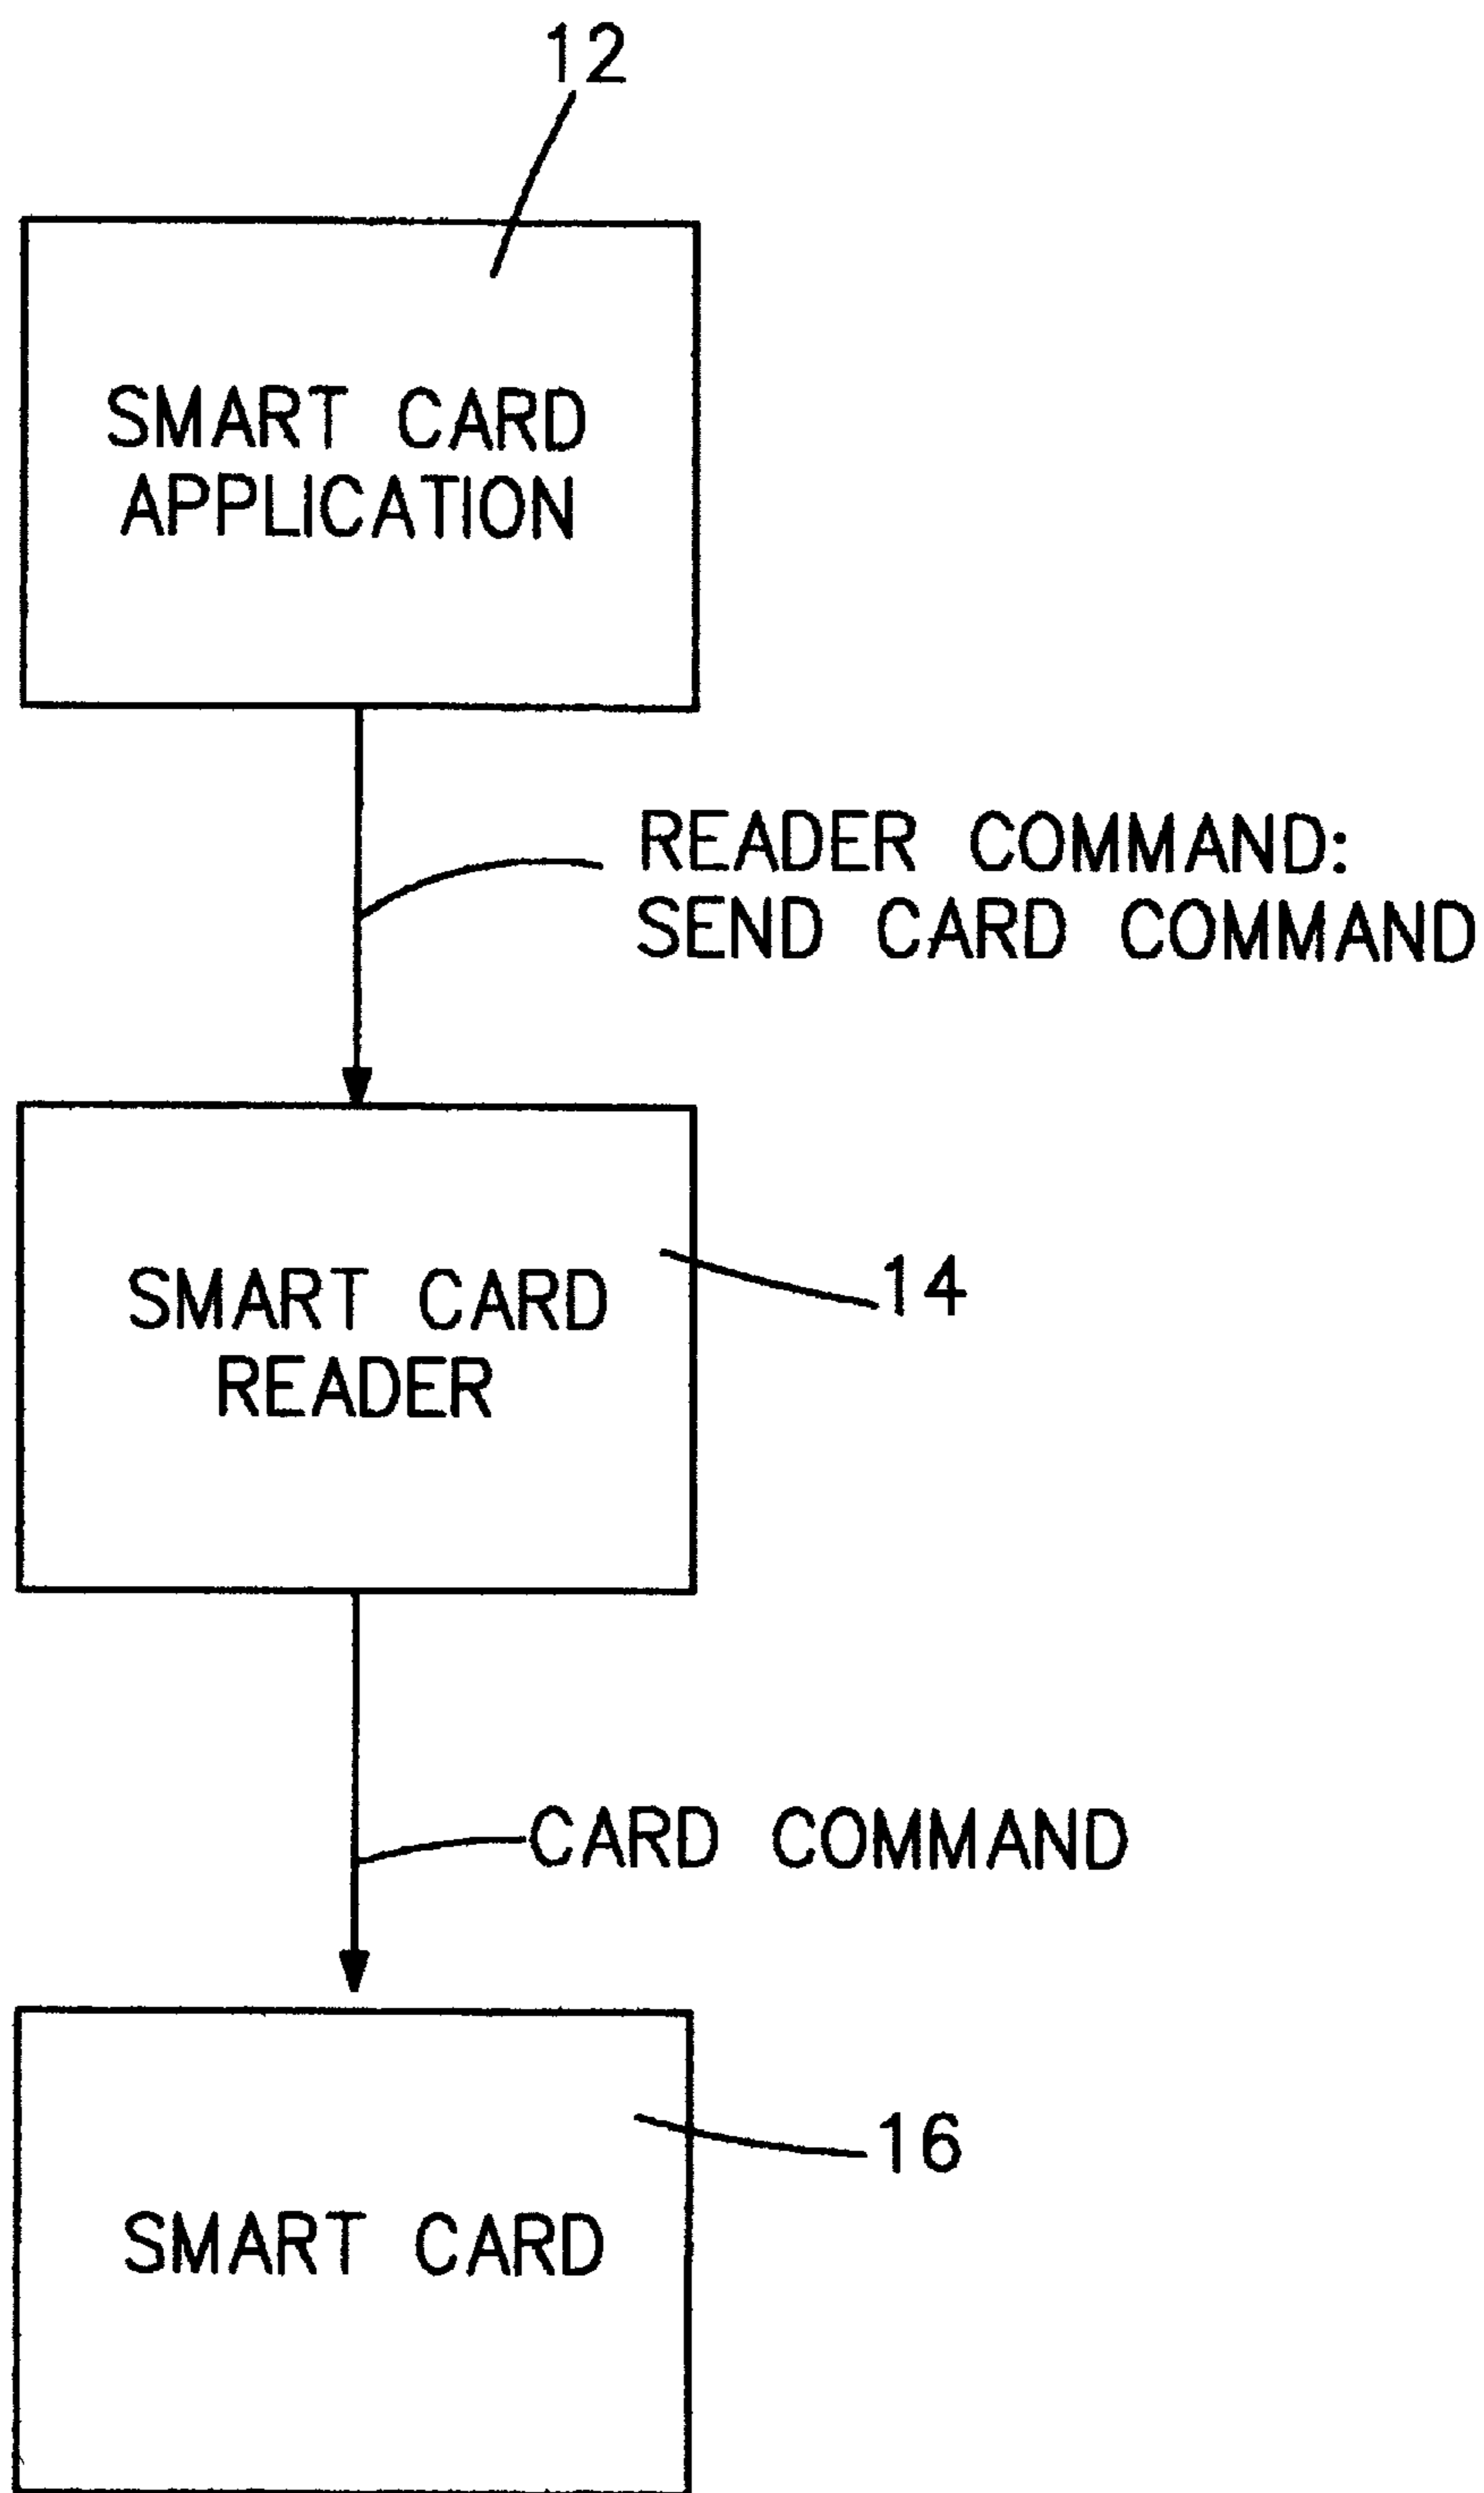 12
SMART CARD
APPLICATION
READER COMMAND:
SEND CARD COMMAND
SMART CARD
READER
14
CARD COMMAND
16
SMART CARD